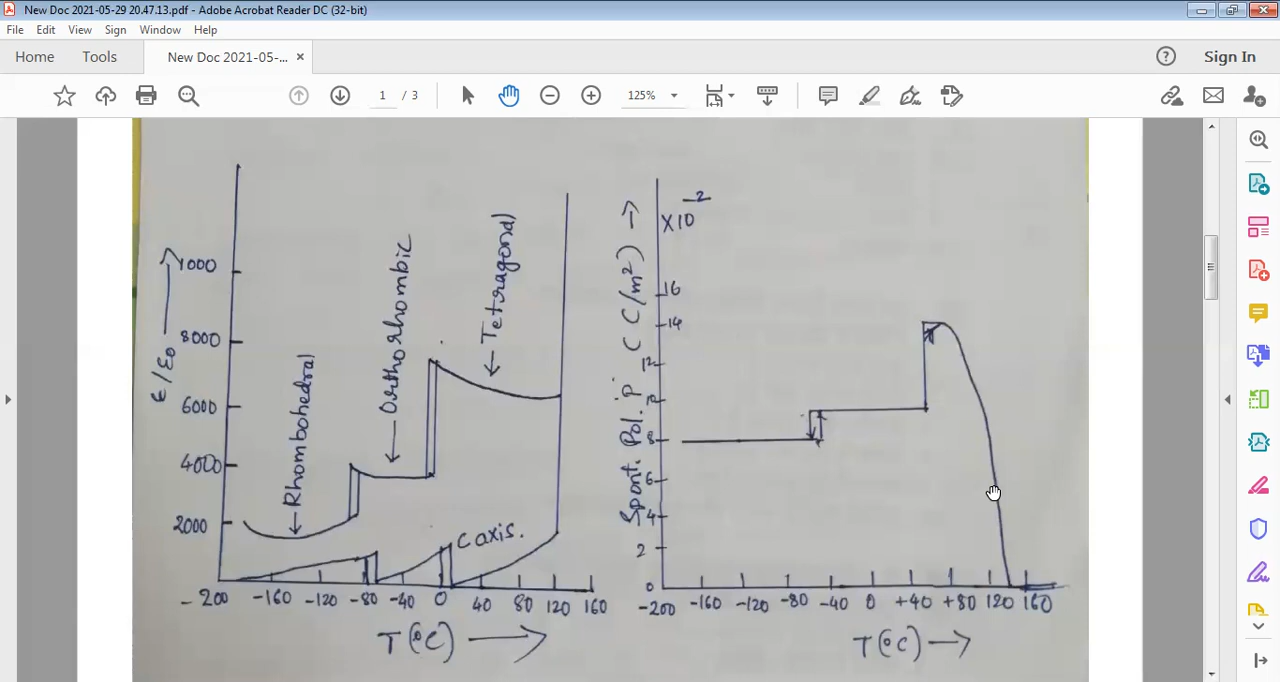 New Doc 2021-05-29 20.47.13.pdf - Adobe Acrobat Reader DC (32-bit)
File Edit View Sign Window Help
Home Tools New Doc 2021-05-... × Sign In
1 / 3 125%
ε/ε0
1000
8000
6000
4000
2000
Rhombohedral
Orthorhombic
Tetragonal
C axis.
-200 -160 -120 -80 -40 0 40 80 120 160
T(°C)
Spont. Pol. P (C/m²)
×10⁻²
16
14
12
10
8
6
4
2
0
-200 -160 -120 -80 -40 0 +40 +80 120 160
T(°C)